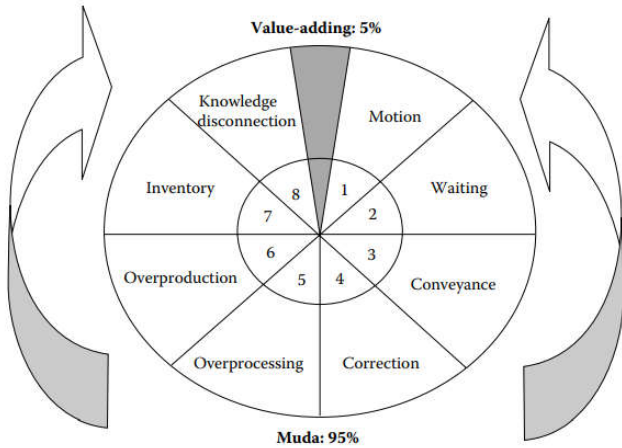 Value-adding: 5%
Knowledge
disconnection
Motion
Inventory
Waiting
8
1
7
2
6
3
5
4
Overproduction
Conveyance
Overprocessing
Correction
Muda: 95%